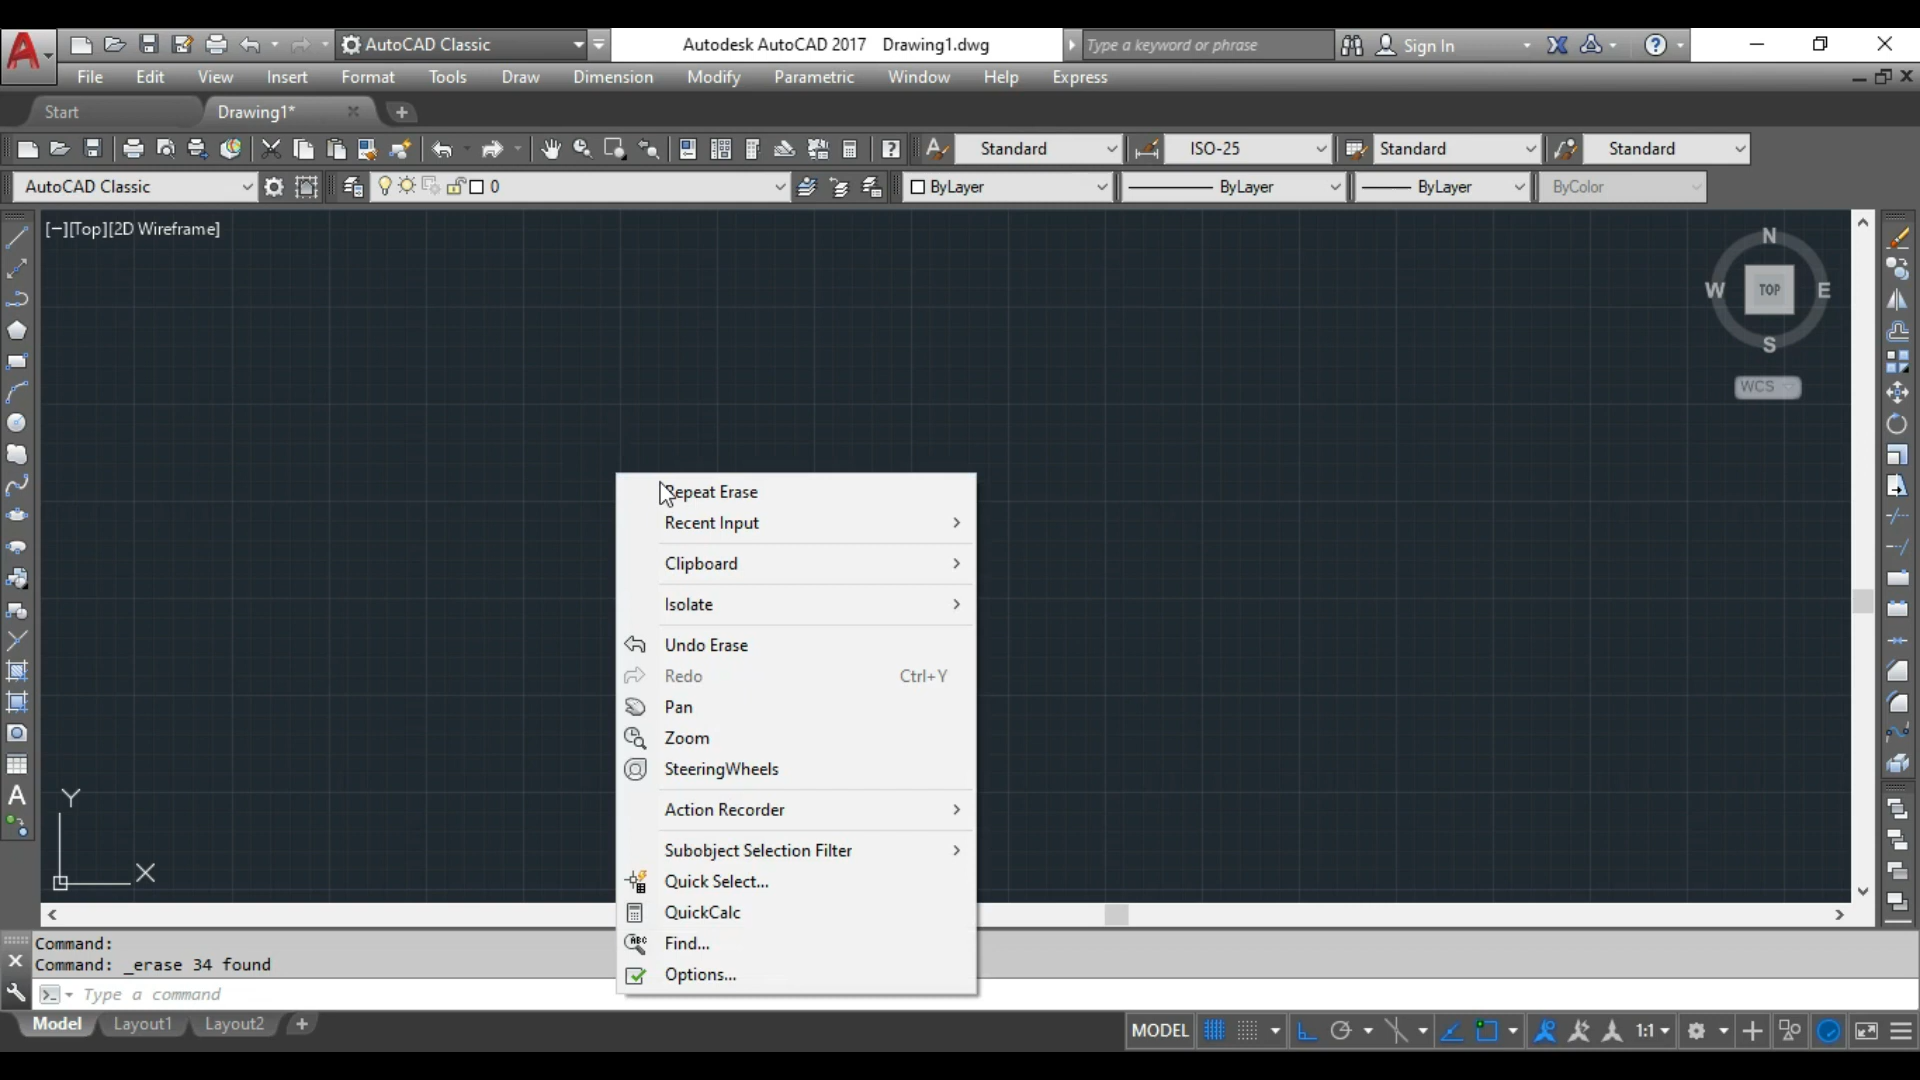 AutoCAD Classic
Autodesk AutoCAD 2017 Drawing1.dwg
Type a keyword or phrase
Sign In
File Edit View Insert Format Tools Draw Dimension Modify Parametric Window Help Express
Start
Drawing1*
Standard
ISO-25
Standard
Standard
AutoCAD Classic
0
ByLayer
ByLayer
ByLayer
ByColor
[−][Top][2D Wireframe]
N
W
TOP
E
S
WCS
Repeat Erase
Recent Input
Clipboard
Isolate
Undo Erase
Redo Ctrl+Y
Pan
Zoom
SteeringWheels
Action Recorder
Subobject Selection Filter
Quick Select...
QuickCalc
Find...
Options...
Y
X
Command:
Command: _erase 34 found
Type a command
Model
Layout1
Layout2
MODEL
1:1